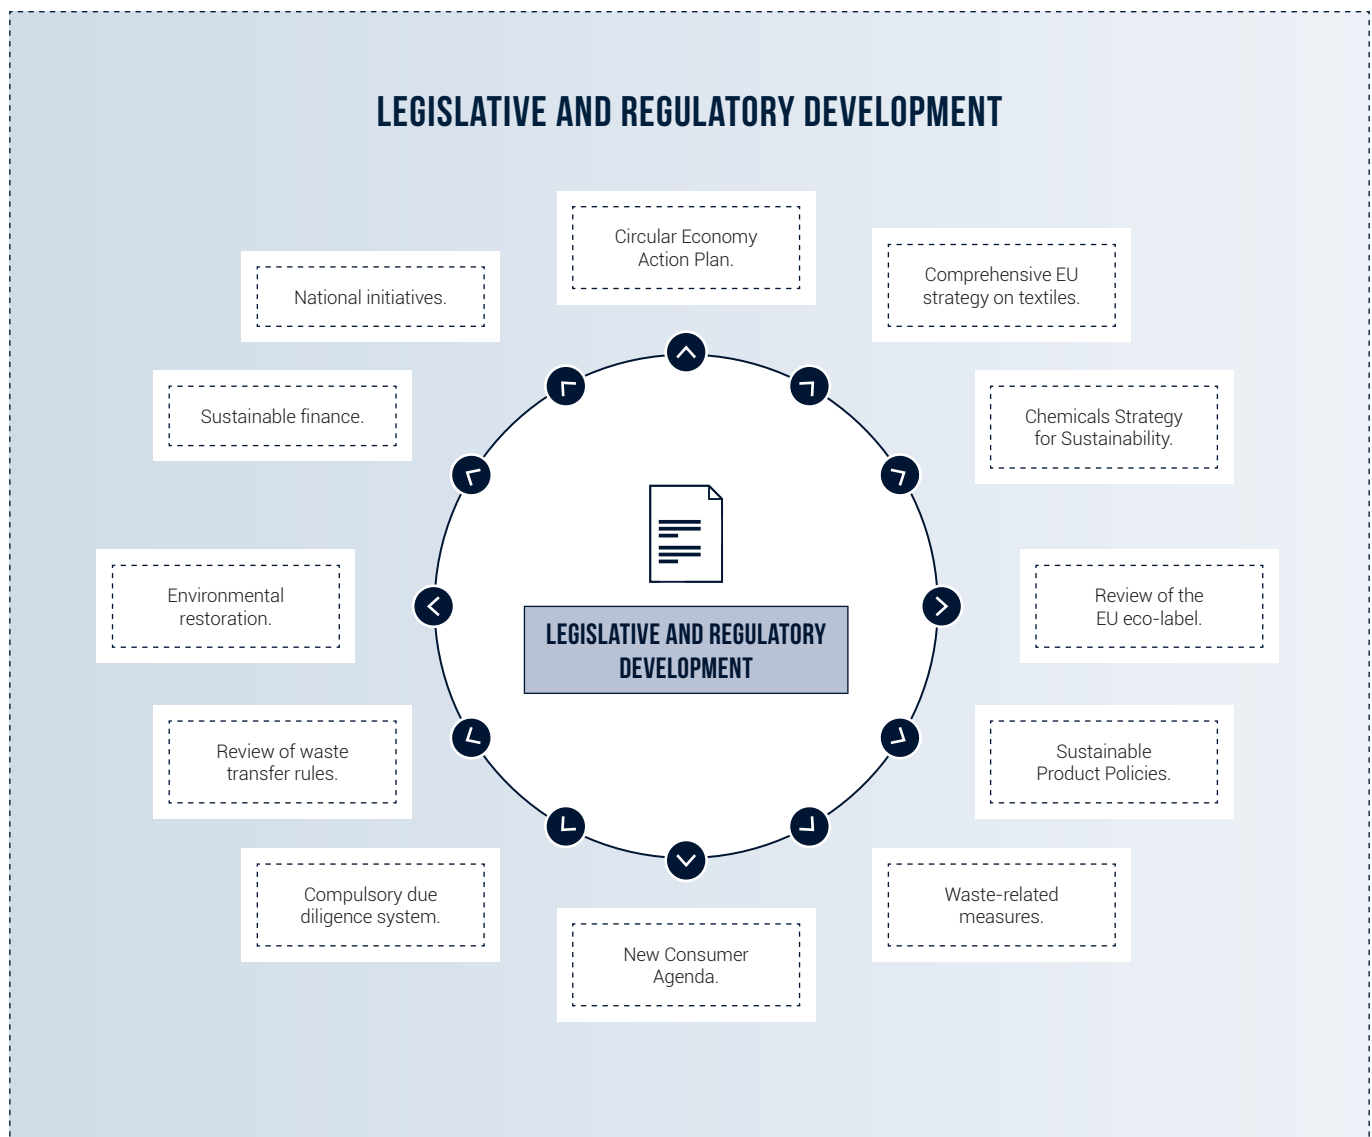 LEGISLATIVE AND REGULATORY DEVELOPMENT
Circular Economy
Action Plan.
Comprehensive EU
strategy on textiles.
Chemicals Strategy
for Sustainability.
Review of the
EU eco-label.
Sustainable
Product Policies.
Waste-related
measures.
New Consumer
Agenda.
Compulsory due
diligence system.
Review of waste
transfer rules.
Environmental
restoration.
Sustainable finance.
National initiatives.
LEGISLATIVE AND REGULATORY
DEVELOPMENT